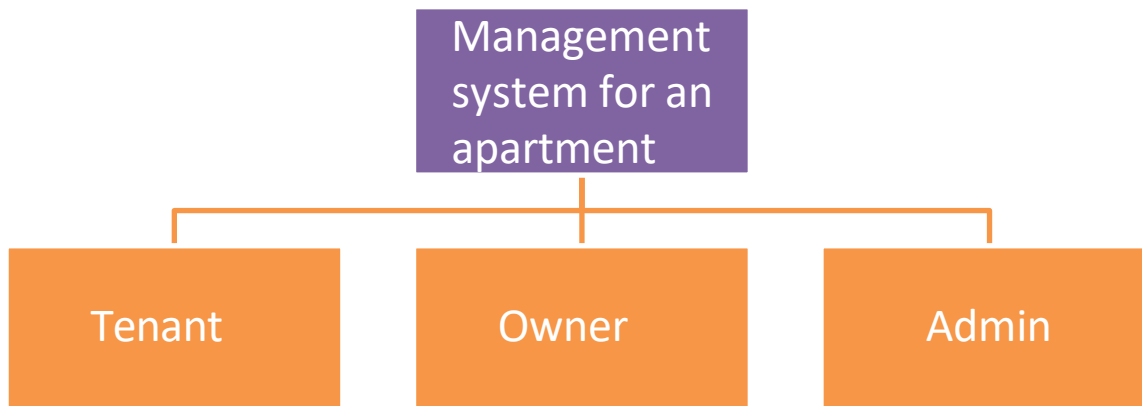 Management
system for an
apartment
Tenant
Owner
Admin